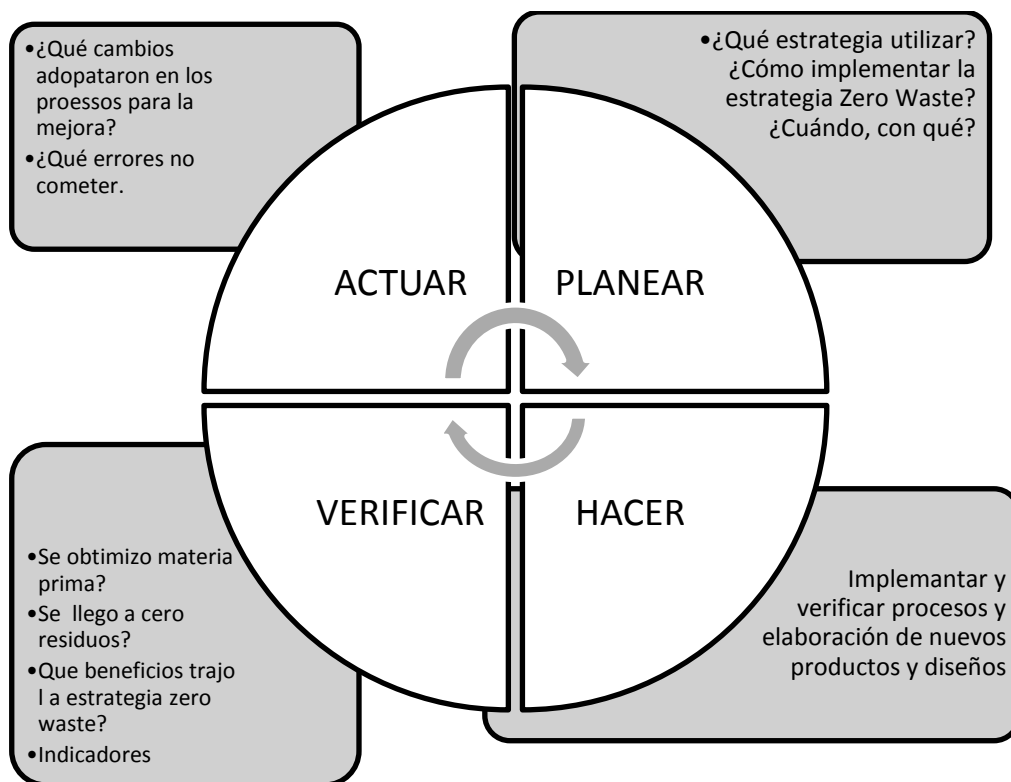 •¿Qué cambios
adopataron en los
proessos para la
mejora?
•¿Qué errores no
cometer.
•¿Qué estrategia utilizar?
¿Cómo implementar la
estrategia Zero Waste?
¿Cuándo, con qué?
ACTUAR
PLANEAR
VERIFICAR
HACER
•Se obtimizo materia
prima?
•Se llego a cero
residuos?
•Que beneficios trajo
l a estrategia zero
waste?
•Indicadores
Implemantar y
verificar procesos y
elaboración de nuevos
productos y diseños